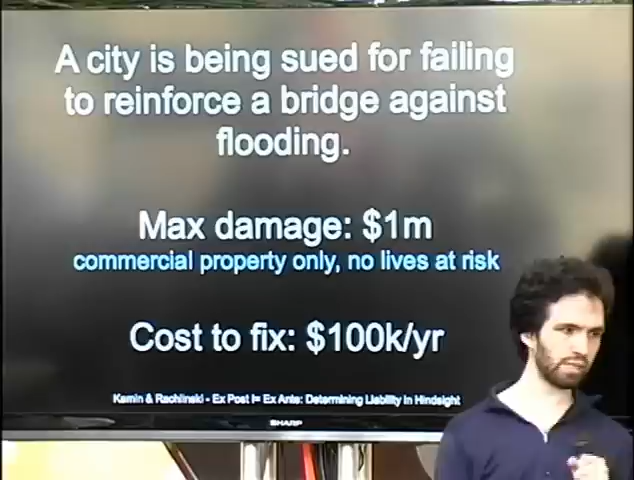 A city is being sued for failing
to reinforce a bridge against
flooding.
Max damage: $1m
commercial property only, no lives at risk
Cost to fix: $100k/yr
Kamin & Rachlinski - Ex Post != Ex Ante: Determining Liability in Hindsight
SHARP